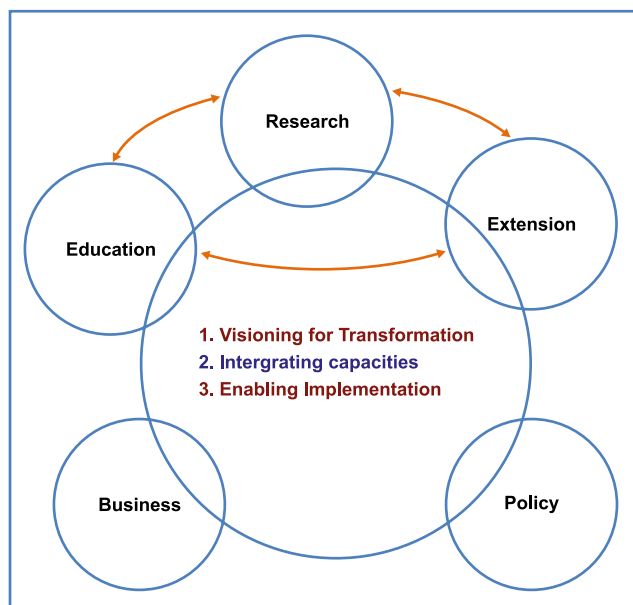 Research
Education
Extension
1. Visioning for Transformation
2. Intergrating capacities
3. Enabling Implementation
Business
Policy